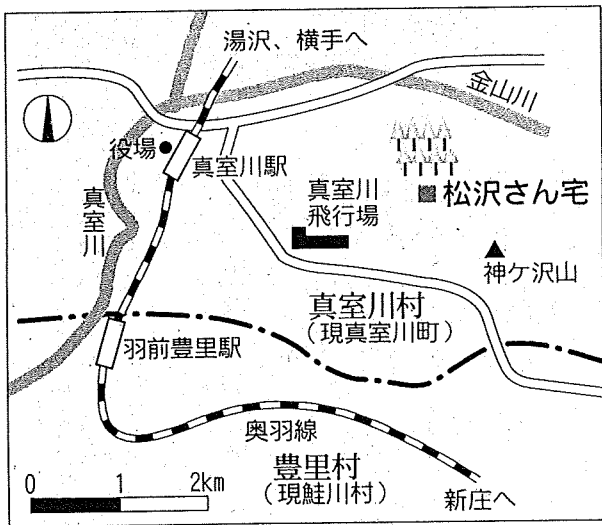 湯沢、横手へ
金山川
役場
真室川駅
松沢さん宅
真室川
真室川
飛行場
神ケ沢山
真室川村
（現真室川町）
羽前豊里駅
奥羽線
豊里村
（現鮭川村）
0 1 2km
新庄へ